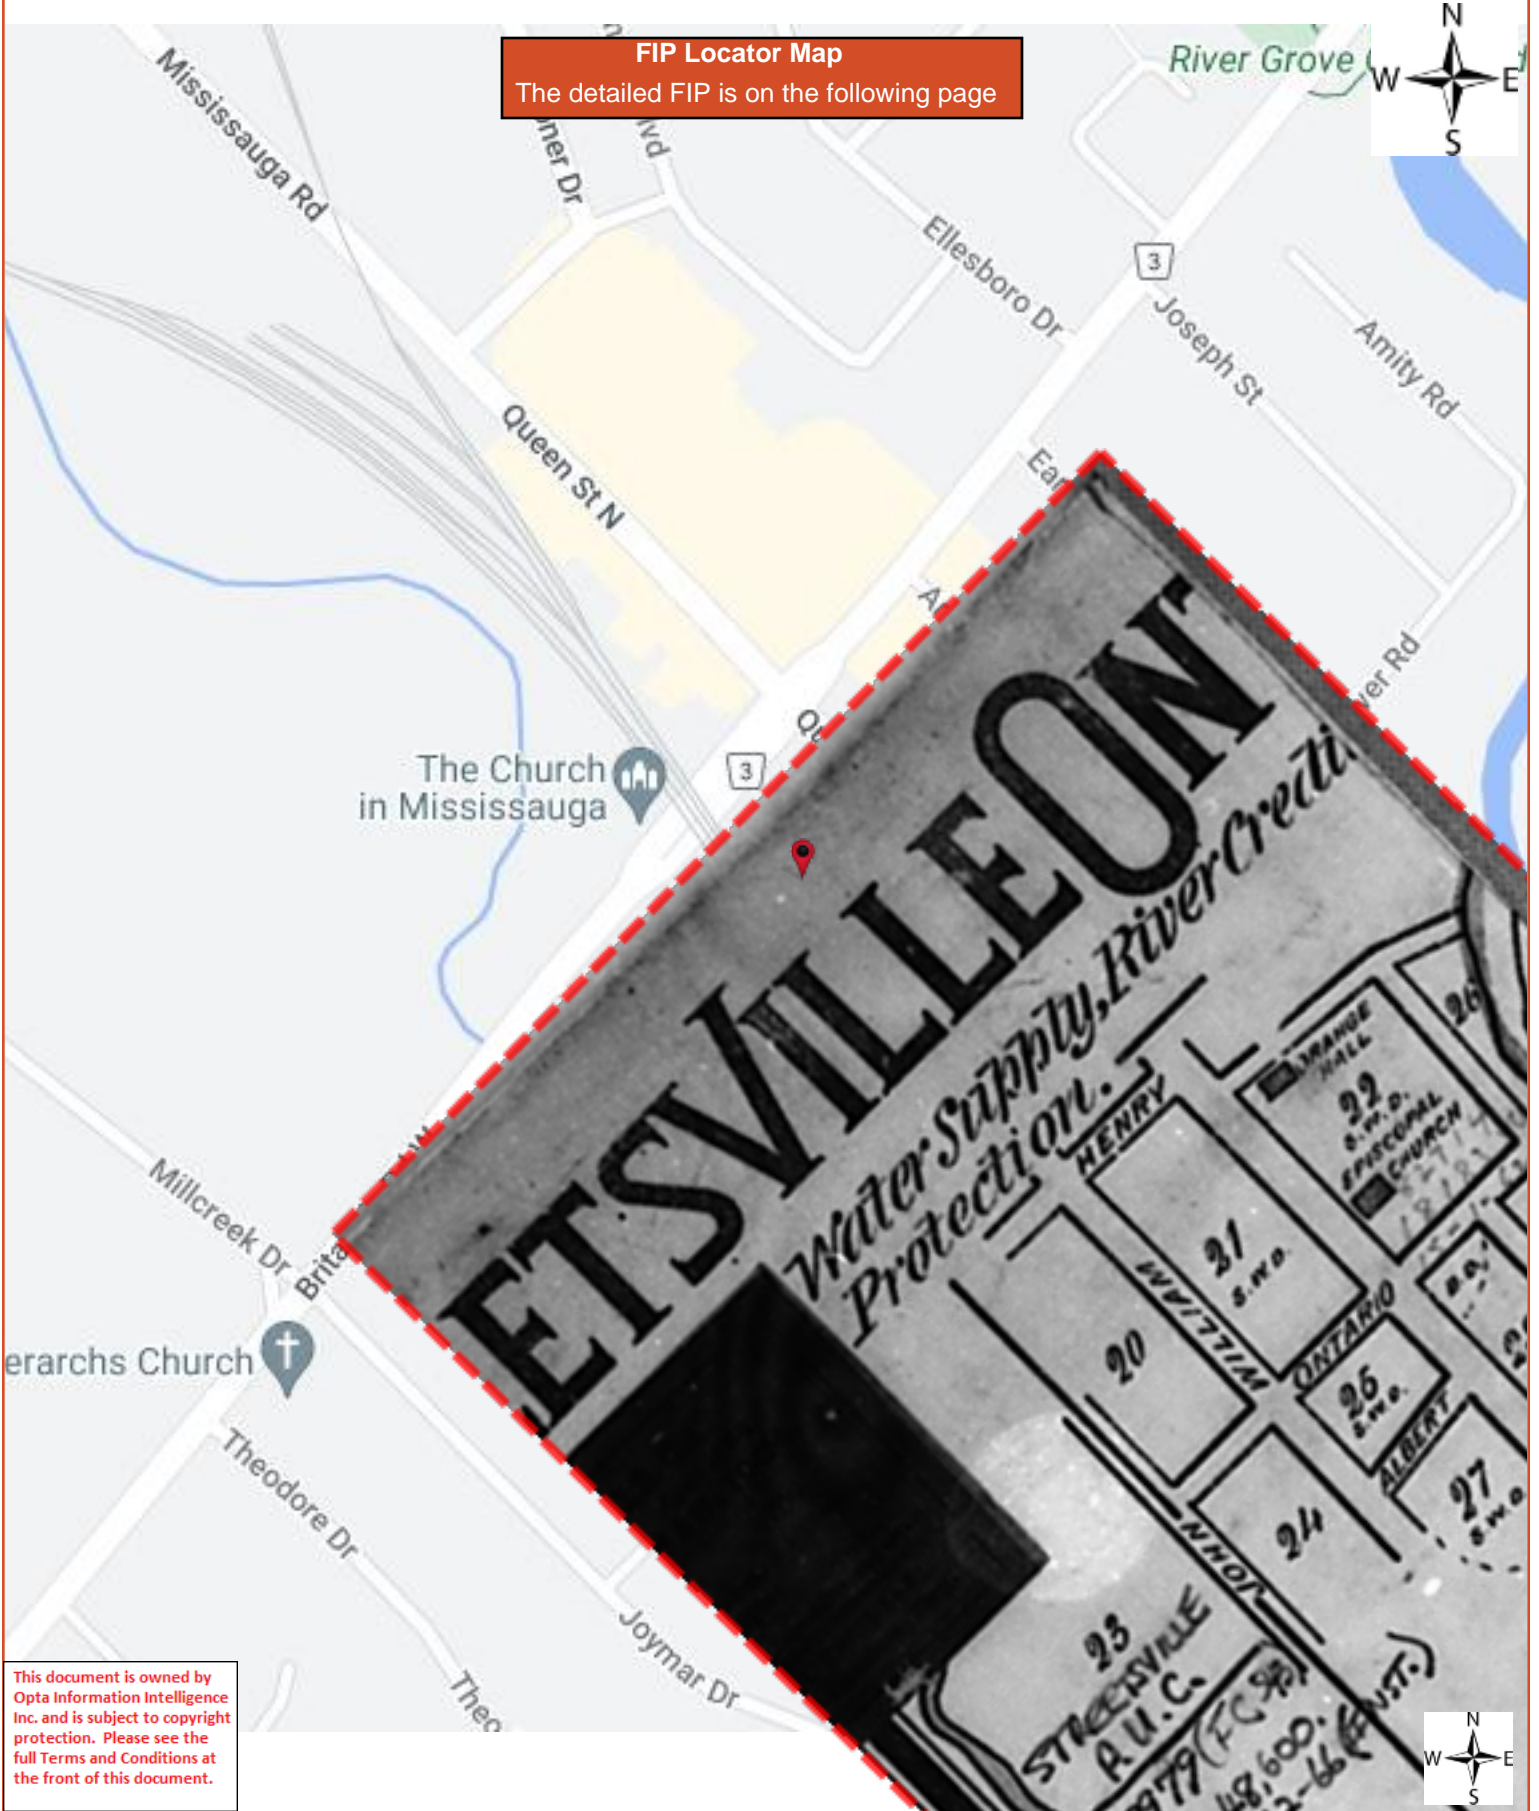 N
W
E
S
FIP Locator Map
The detailed FIP is on the following page
River Grove
Mississauga Rd
Ellesboro Dr
3
Joseph St
Amity Rd
Queen St N
The Church
in Mississauga
3
ETSVILLE ONT
Water Supply, River Credit.
Protection.
HENRY
ORANGE
HALL
22
S.W.D.
EPISCOPAL
CHURCH
26
21
S.W.D.
WILLIAM
ONTARIO
20
25
S.W.D.
ALBERT
27
S.W.D.
24
JOHN
23
STREETSVILLE
P.U.C.
Millcreek Dr
erarchs Church
Theodore Dr
Joymar Dr
Theo
This document is owned by
Opta Information Intelligence
Inc. and is subject to copyright
protection. Please see the
full Terms and Conditions at
the front of this document.
N
W
E
S